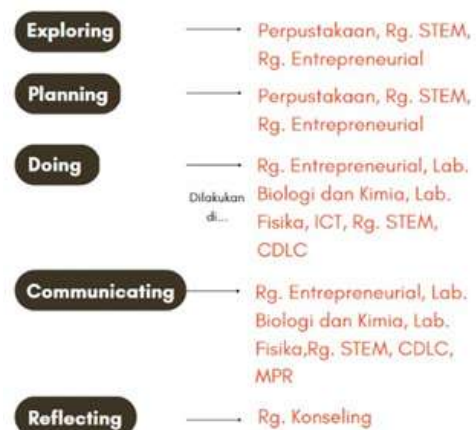 Exploring
Perpustakaan, Rg. STEM,
Rg. Entrepreneurial
Planning
Perpustakaan, Rg. STEM,
Rg. Entrepreneurial
Doing
Dilakukan
di...
Rg. Entrepreneurial, Lab.
Biologi dan Kimia, Lab.
Fisika, ICT, Rg. STEM,
CDLC
Communicating
Rg. Entrepreneurial, Lab.
Biologi dan Kimia, Lab.
Fisika,Rg. STEM, CDLC,
MPR
Reflecting
Rg. Konseling